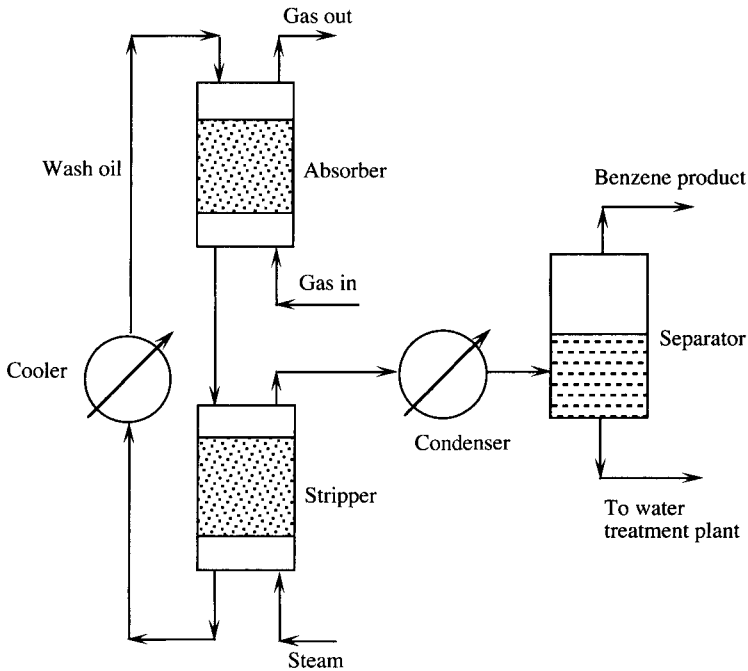 Gas out
Wash oil
Absorber
Benzene product
Gas in
Separator
Cooler
Condenser
Stripper
To water
treatment plant
Steam